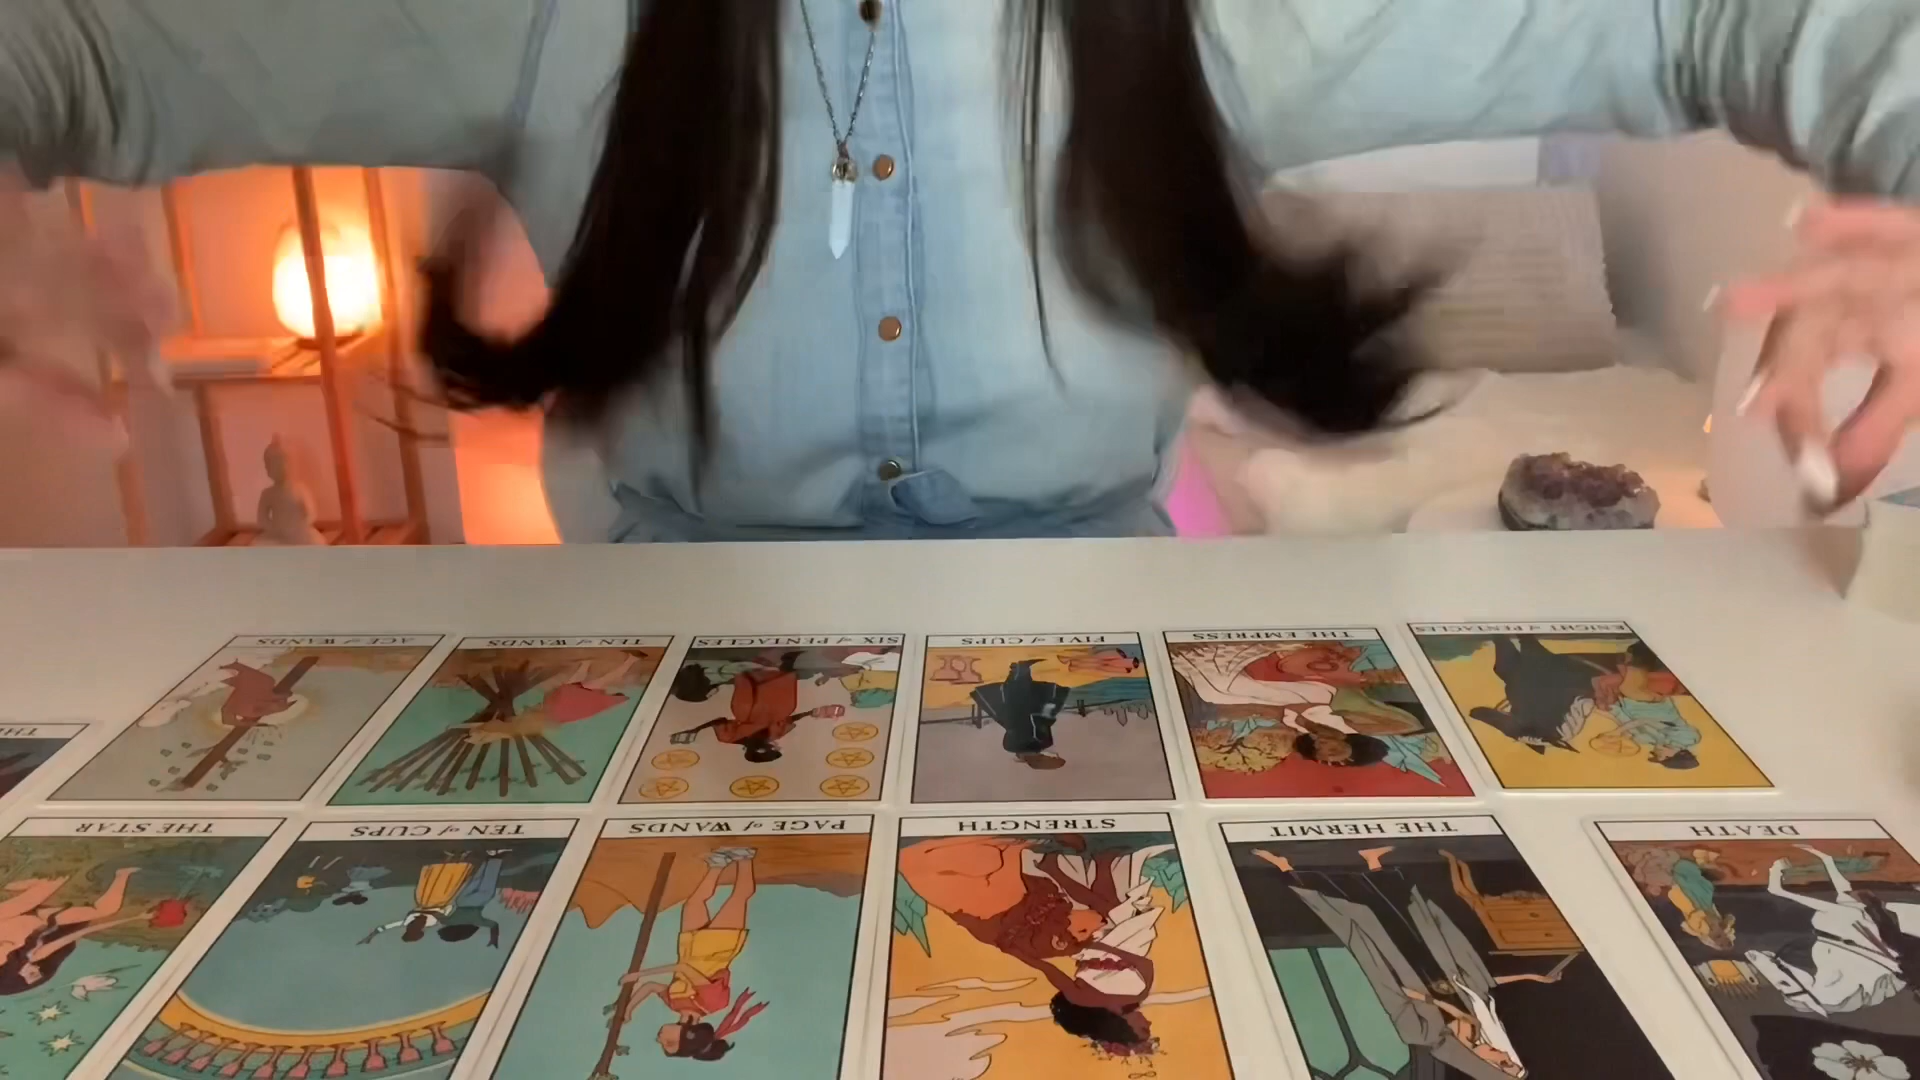 ACE of WANDS
TEN of WANDS
SIX of PENTACLES
FIVE of CUPS
THE EMPRESS
KNIGHT of PENTACLES
THE
THE STAR
TEN of CUPS
PAGE of WANDS
STRENGTH
THE HERMIT
DEATH